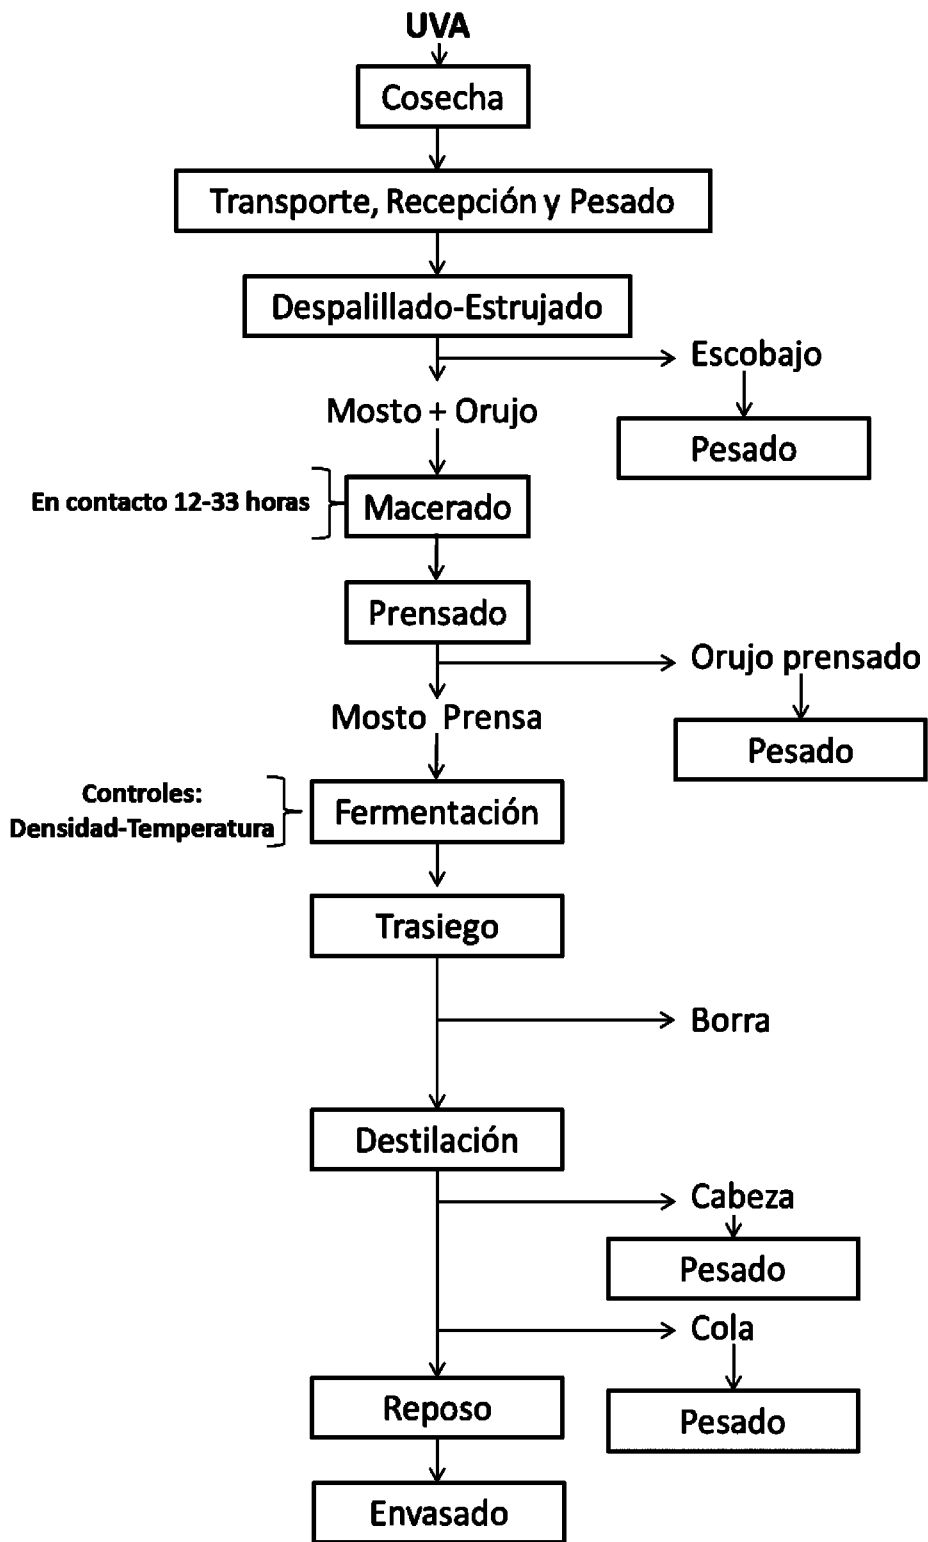 UVA
Cosecha
Transporte, Recepción y Pesado
Despalillado-Estrujado
Escobajo
Mosto + Orujo
Pesado
En contacto 12-33 horas
Macerado
Prensado
Orujo prensado
Mosto Prensa
Pesado
Controles:
Densidad-Temperatura
Fermentación
Trasiego
Borra
Destilación
Cabeza
Pesado
Cola
Reposo
Pesado
Envasado